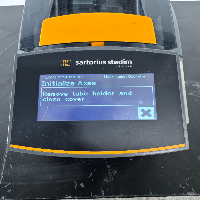 sartorius stedim
Initialize Axes
Remove tube holder and
close cover